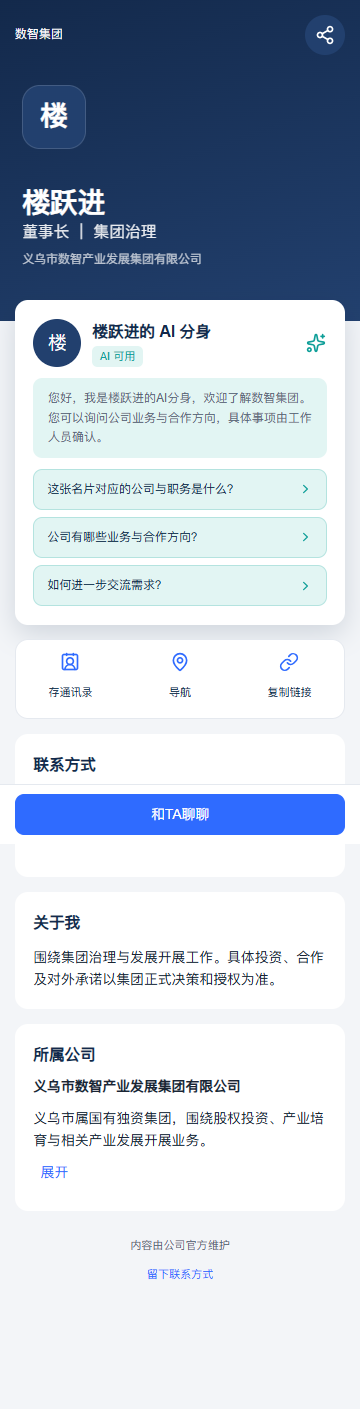 数智集团
楼
楼跃进
董事长 | 集团治理
义乌市数智产业发展集团有限公司
楼
楼跃进的 AI 分身
AI 可用
您好，我是楼跃进的AI分身，欢迎了解数智集团。
您可以询问公司业务与合作方向，具体事项由工作
人员确认。
这张名片对应的公司与职务是什么?
公司有哪些业务与合作方向?
如何进一步交流需求?
存通讯录
导航
复制链接
联系方式
和TA聊聊
关于我
围绕集团治理与发展开展工作。具体投资、合作
及对外承诺以集团正式决策和授权为准。
所属公司
义乌市数智产业发展集团有限公司
义乌市属国有独资集团，围绕股权投资、产业培
育与相关产业发展开展业务。
展开
内容由公司官方维护
留下联系方式